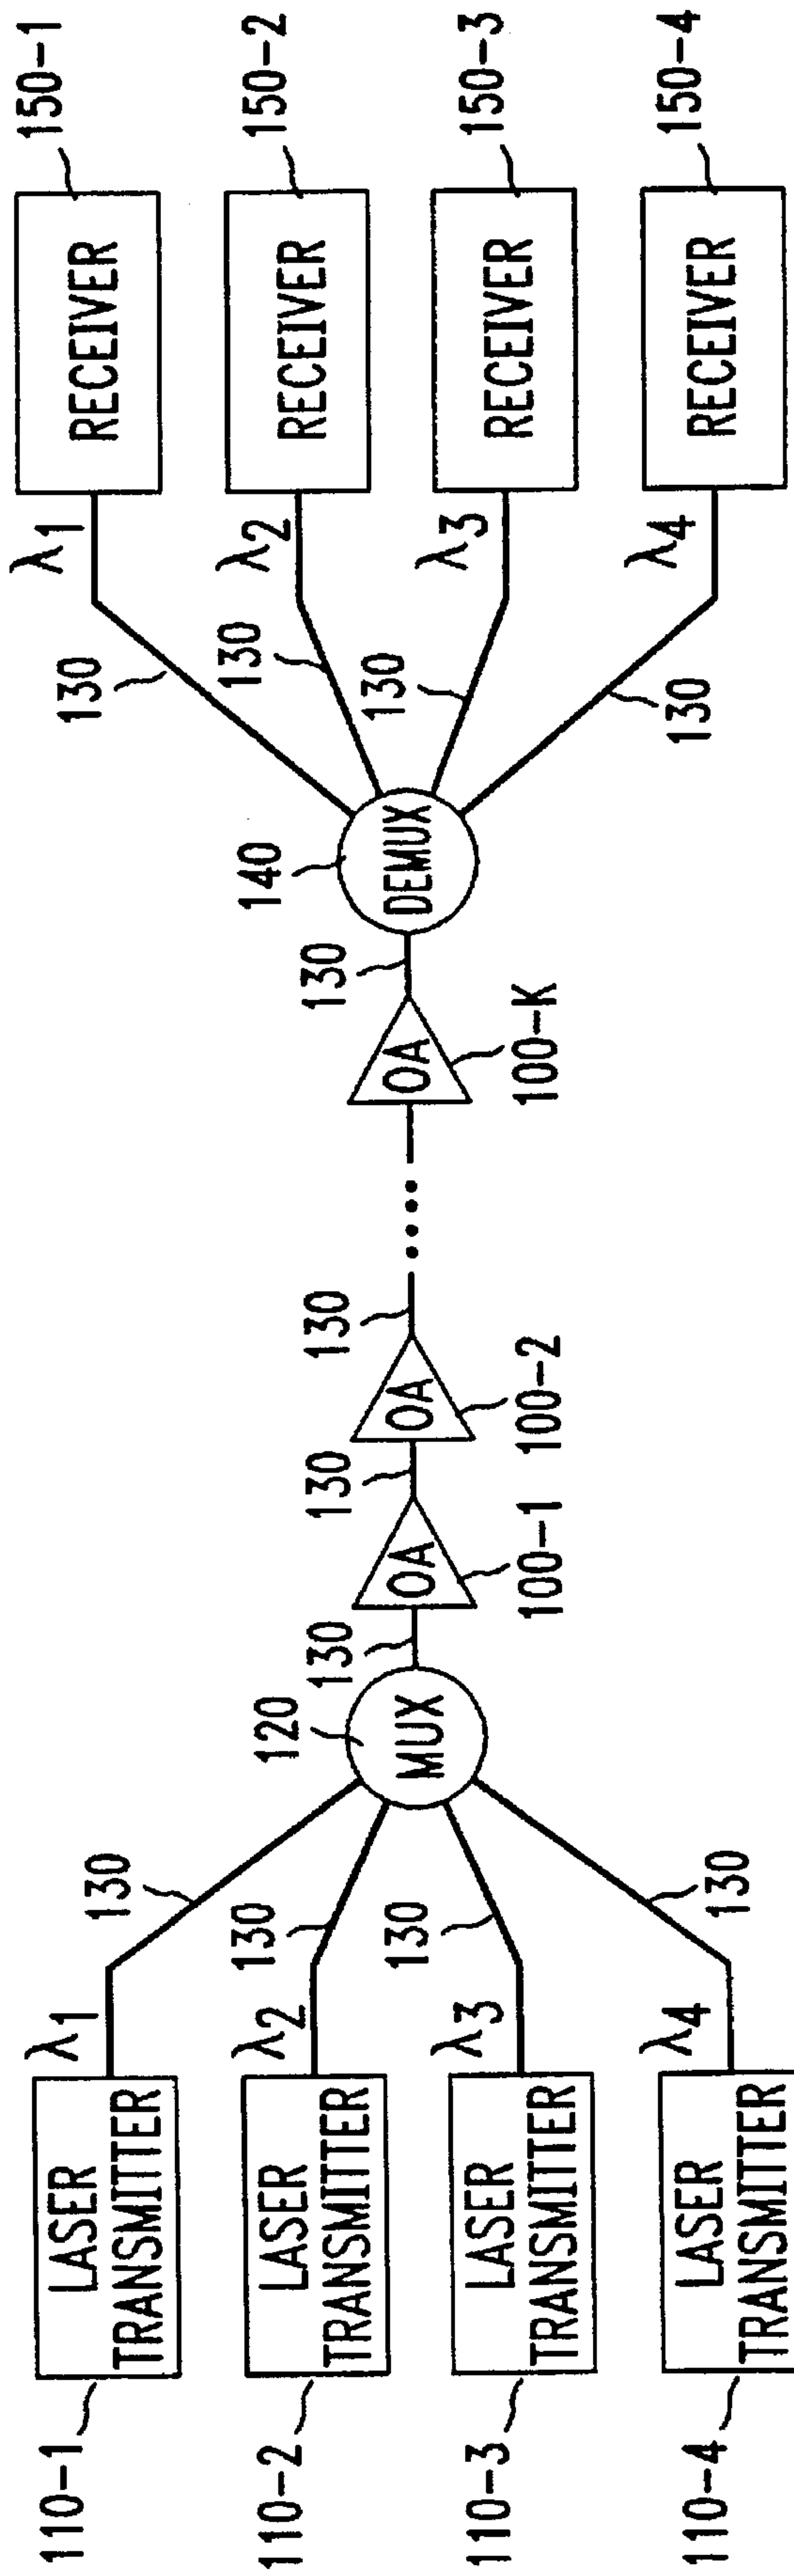 110-1
LASER
TRANSMITTER
λ1
130
110-2
LASER
TRANSMITTER
λ2
130
110-3
LASER
TRANSMITTER
λ3
130
110-4
LASER
TRANSMITTER
λ4
130
120
MUX
130
OA
100-1
130
OA
100-2
130
OA
100-K
130
140
DEMUX
130
λ1
RECEIVER
150-1
130
λ2
RECEIVER
150-2
130
λ3
RECEIVER
150-3
130
λ4
RECEIVER
150-4